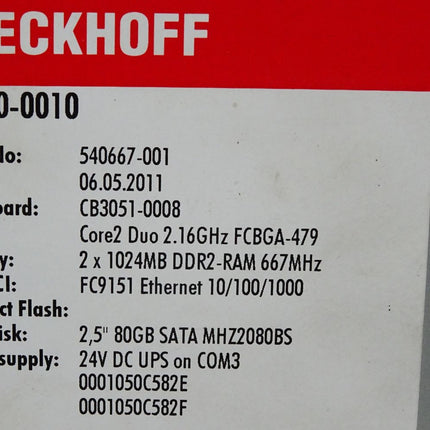 ECKHOFF
0-0010
No: 540667-001
06.05.2011
oard: CB3051-0008
Core2 Duo 2.16GHz FCBGA-479
y: 2 x 1024MB DDR2-RAM 667MHz
CI: FC9151 Ethernet 10/100/1000
ct Flash:
isk: 2,5" 80GB SATA MHZ2080BS
supply: 24V DC UPS on COM3
0001050C582E
0001050C582F